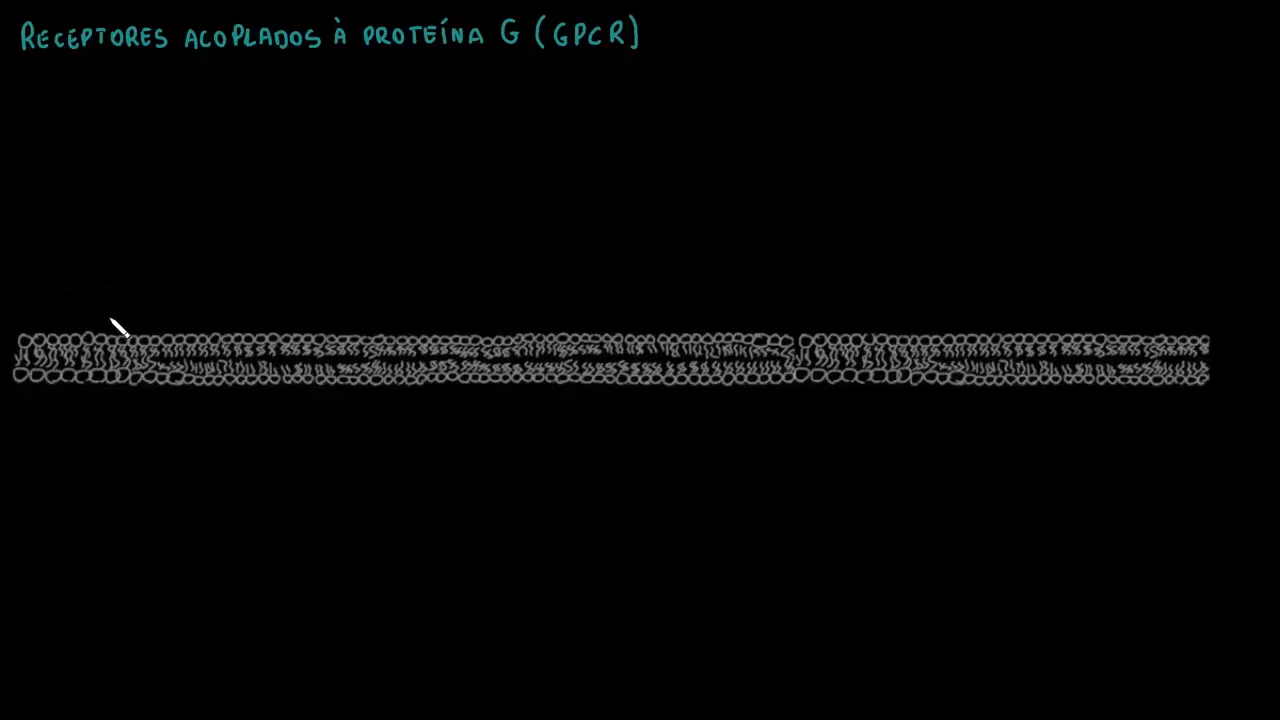 RECEPTORES ACOPLADOS À PROTEÍNA G (GPCR)